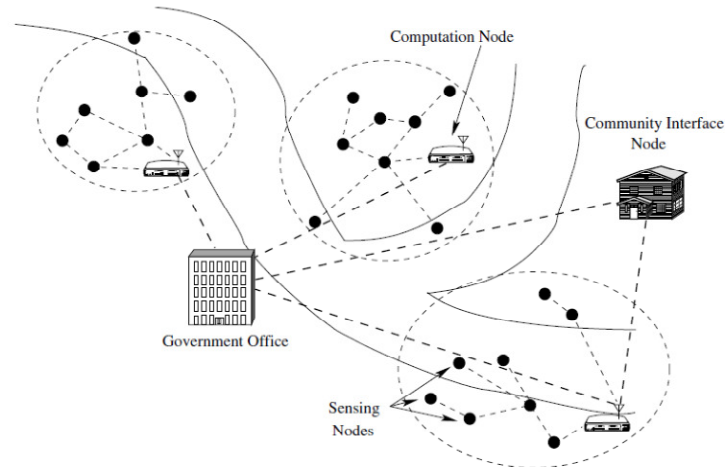 Computation Node
Community Interface
Node
Government Office
Sensing
Nodes